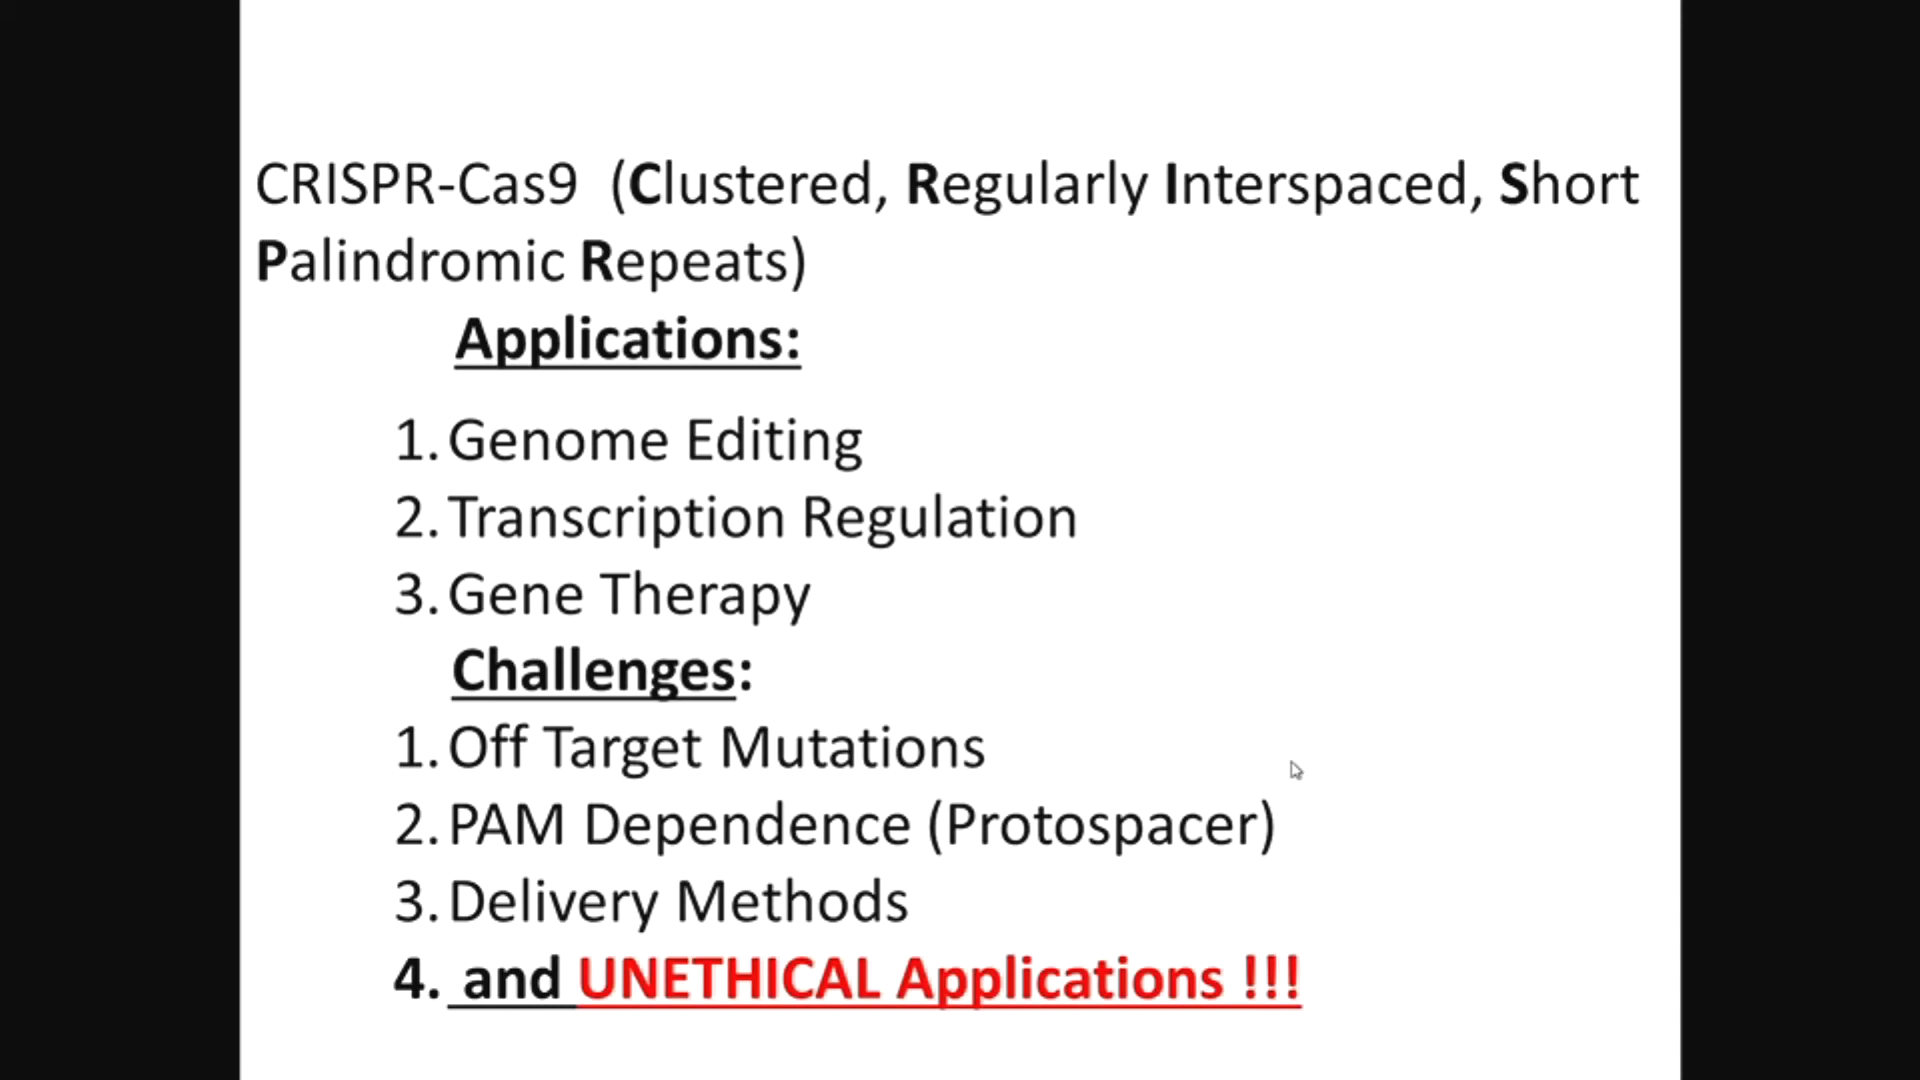 CRISPR-Cas9 (Clustered, Regularly Interspaced, Short
Palindromic Repeats)
Applications:
1. Genome Editing
2. Transcription Regulation
3. Gene Therapy
Challenges:
1. Off Target Mutations
2. PAM Dependence (Protospacer)
3. Delivery Methods
4. and UNETHICAL Applications !!!